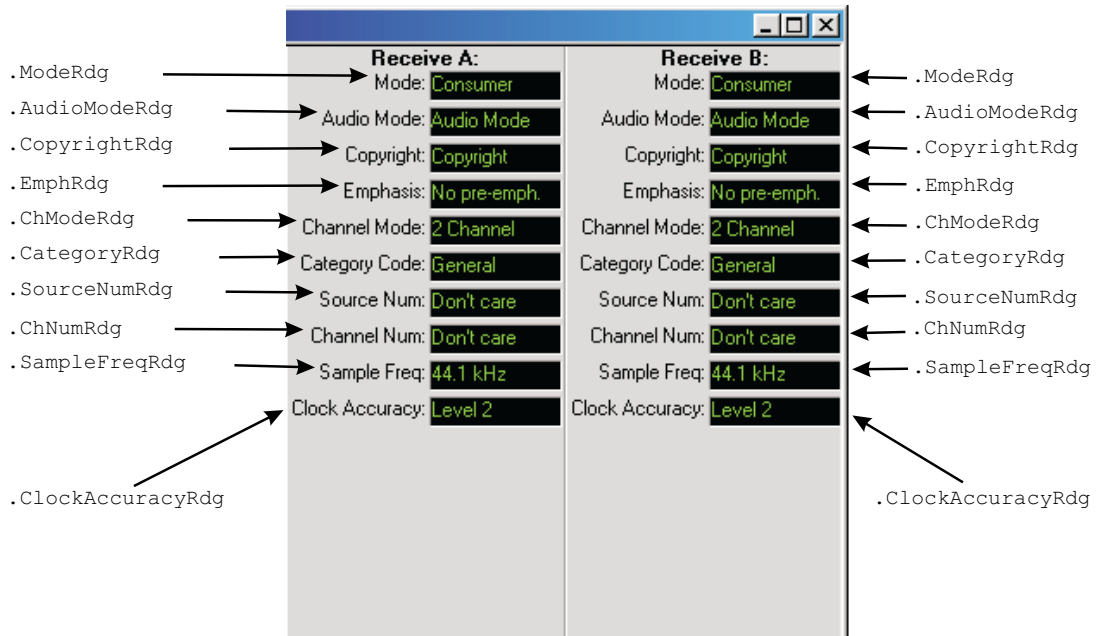 Receive A:
Receive B:
.ModeRdg
Mode: Consumer
Mode: Consumer
.ModeRdg
.AudioModeRdg
Audio Mode: Audio Mode
Audio Mode: Audio Mode
.AudioModeRdg
.CopyrightRdg
Copyright: Copyright
Copyright: Copyright
.CopyrightRdg
.EmphRdg
Emphasis: No pre-emph.
Emphasis: No pre-emph.
.EmphRdg
.ChModeRdg
Channel Mode: 2 Channel
Channel Mode: 2 Channel
.ChModeRdg
.CategoryRdg
Category Code: General
Category Code: General
.CategoryRdg
.SourceNumRdg
Source Num: Don't care
Source Num: Don't care
.SourceNumRdg
.ChNumRdg
Channel Num: Don't care
Channel Num: Don't care
.ChNumRdg
.SampleFreqRdg
Sample Freq: 44.1 kHz
Sample Freq: 44.1 kHz
.SampleFreqRdg
Clock Accuracy: Level 2
Clock Accuracy: Level 2
.ClockAccuracyRdg
.ClockAccuracyRdg